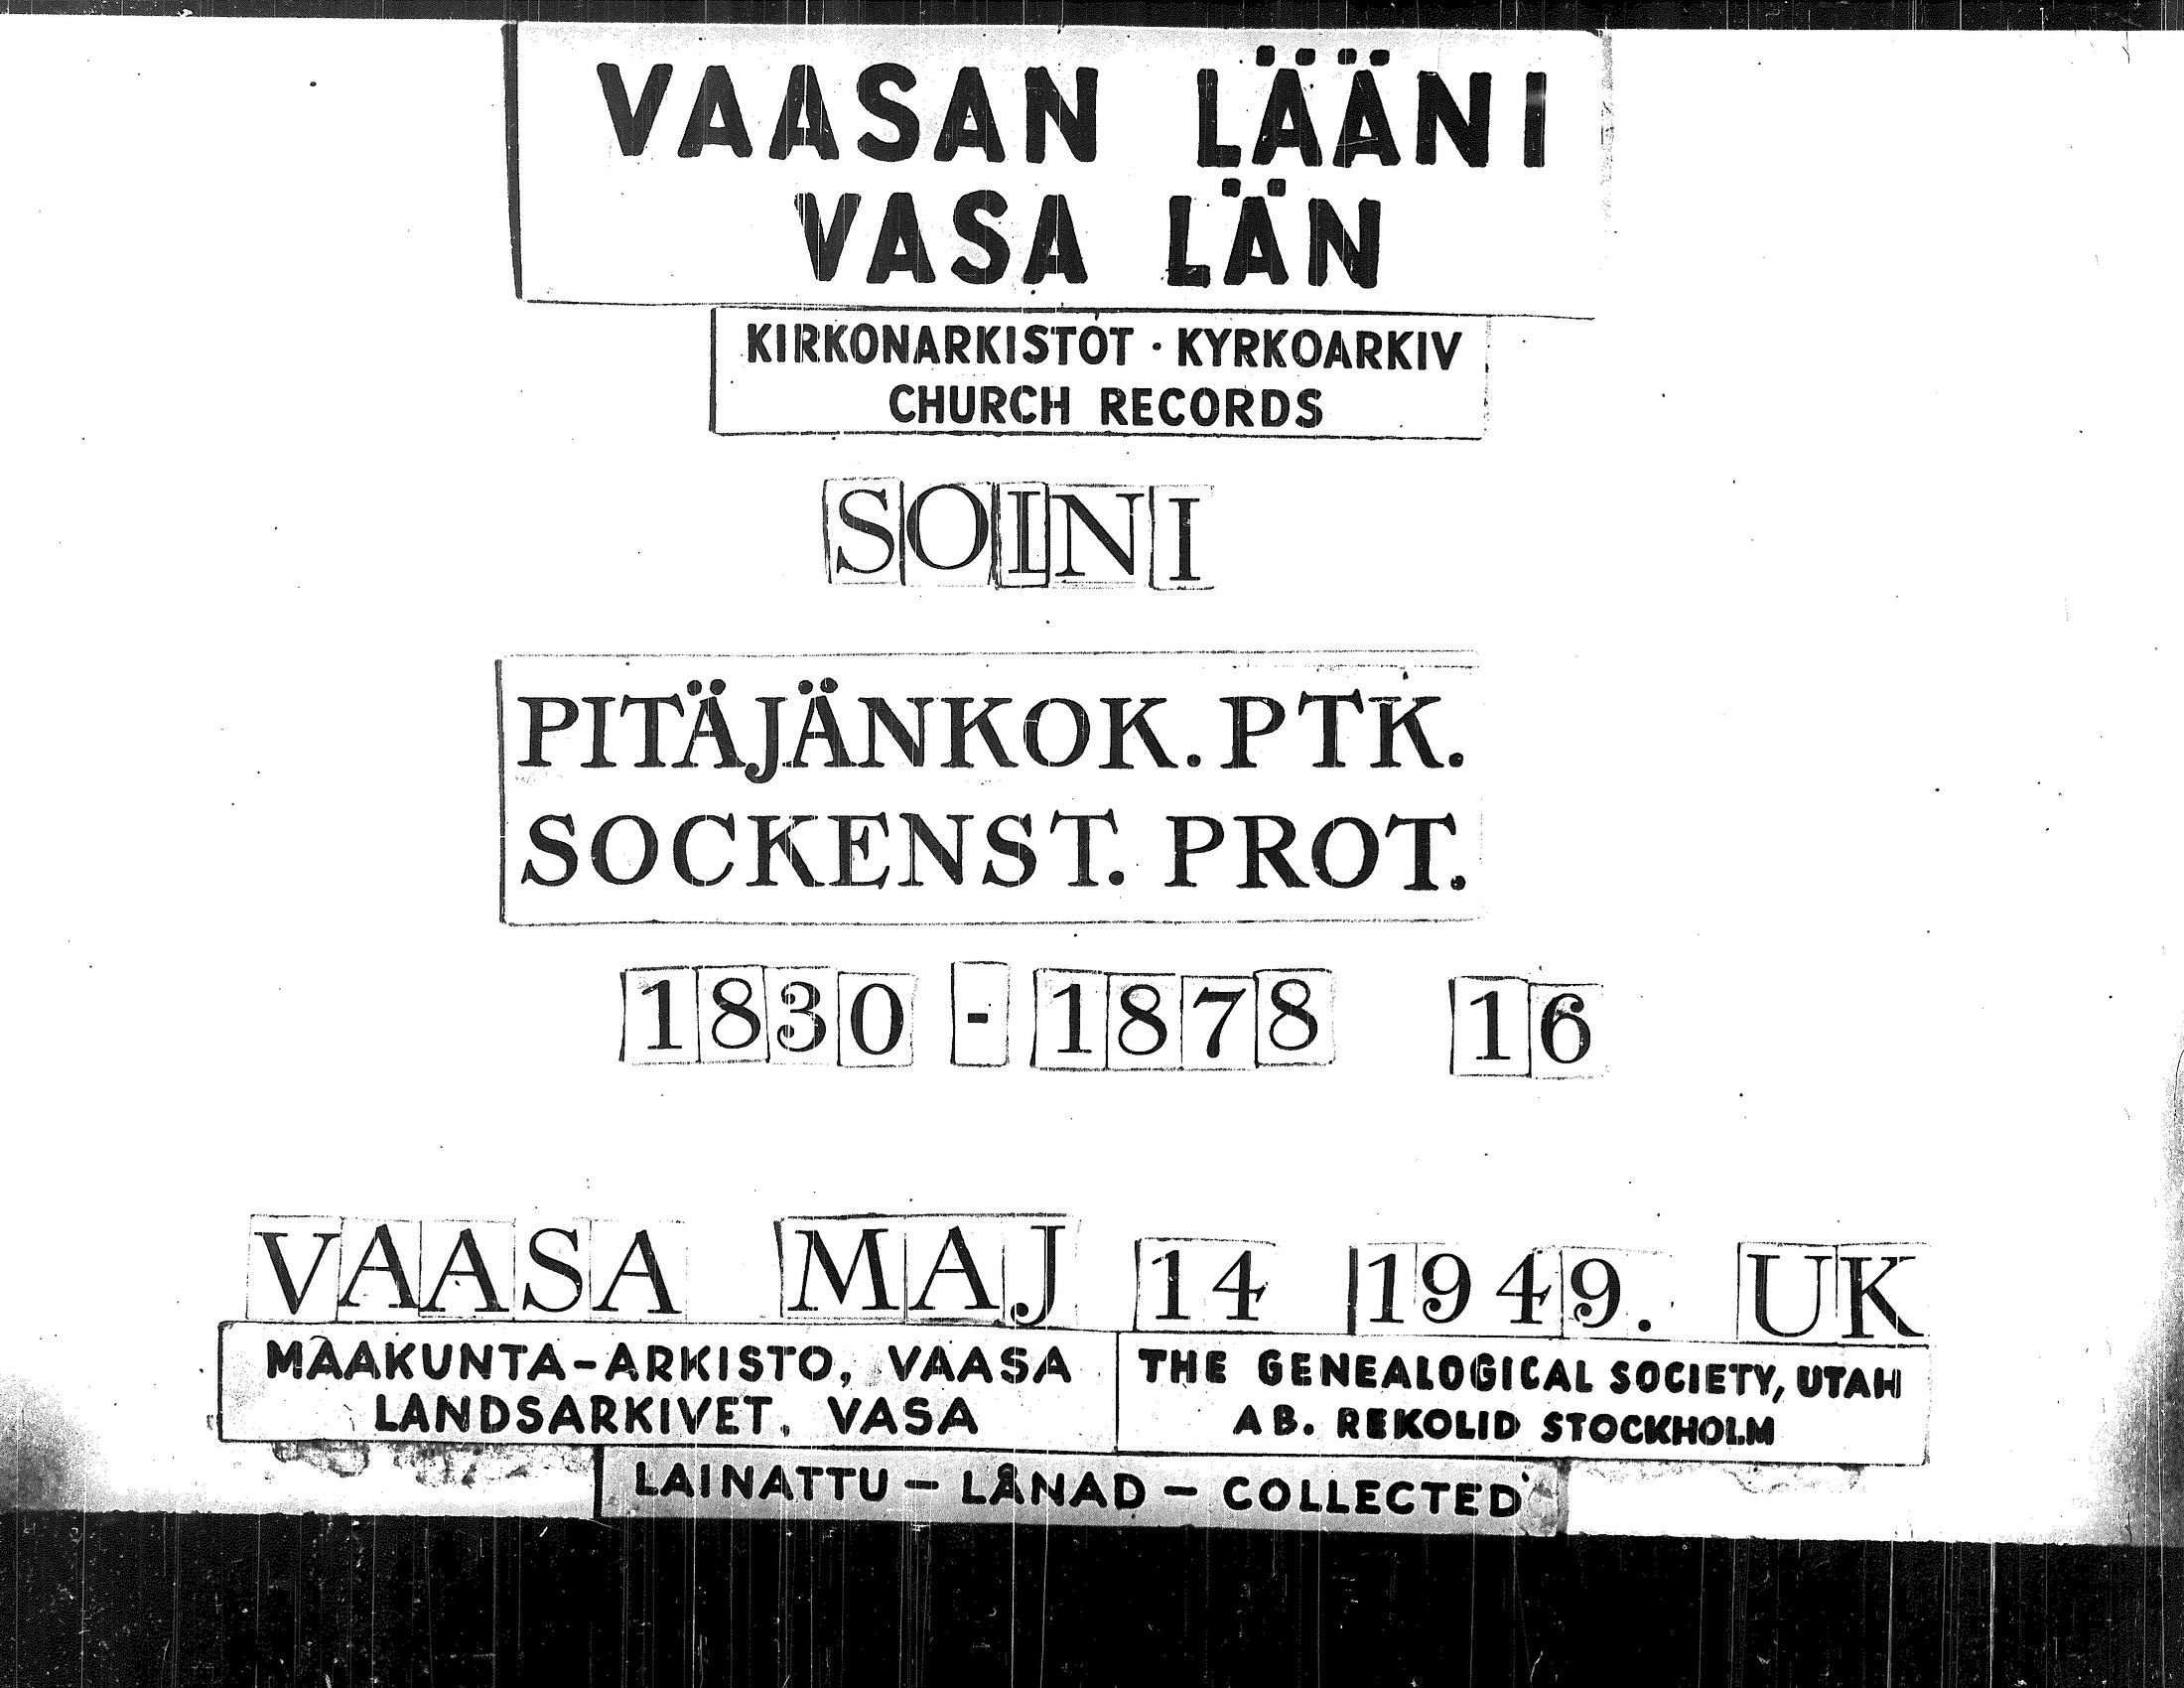 VAASAN LÄÄNI
VASA LÄN
KIRKONARKISTOT · KYRKOARKIV
CHURCH RECORDS
SOINI
PITÄJÄNKOK. PTK.
SOCKENST. PROT.
1830 - 1878 16
VAASA MAJ 14 1949. UK
MAAKUNTA-ARKISTO, VAASA
LANDSARKIVET, VASA
THE GENEALOGICAL SOCIETY, UTAH
AB. REKOLID STOCKHOLM
LAINATTU - LÅNAD - COLLECTED